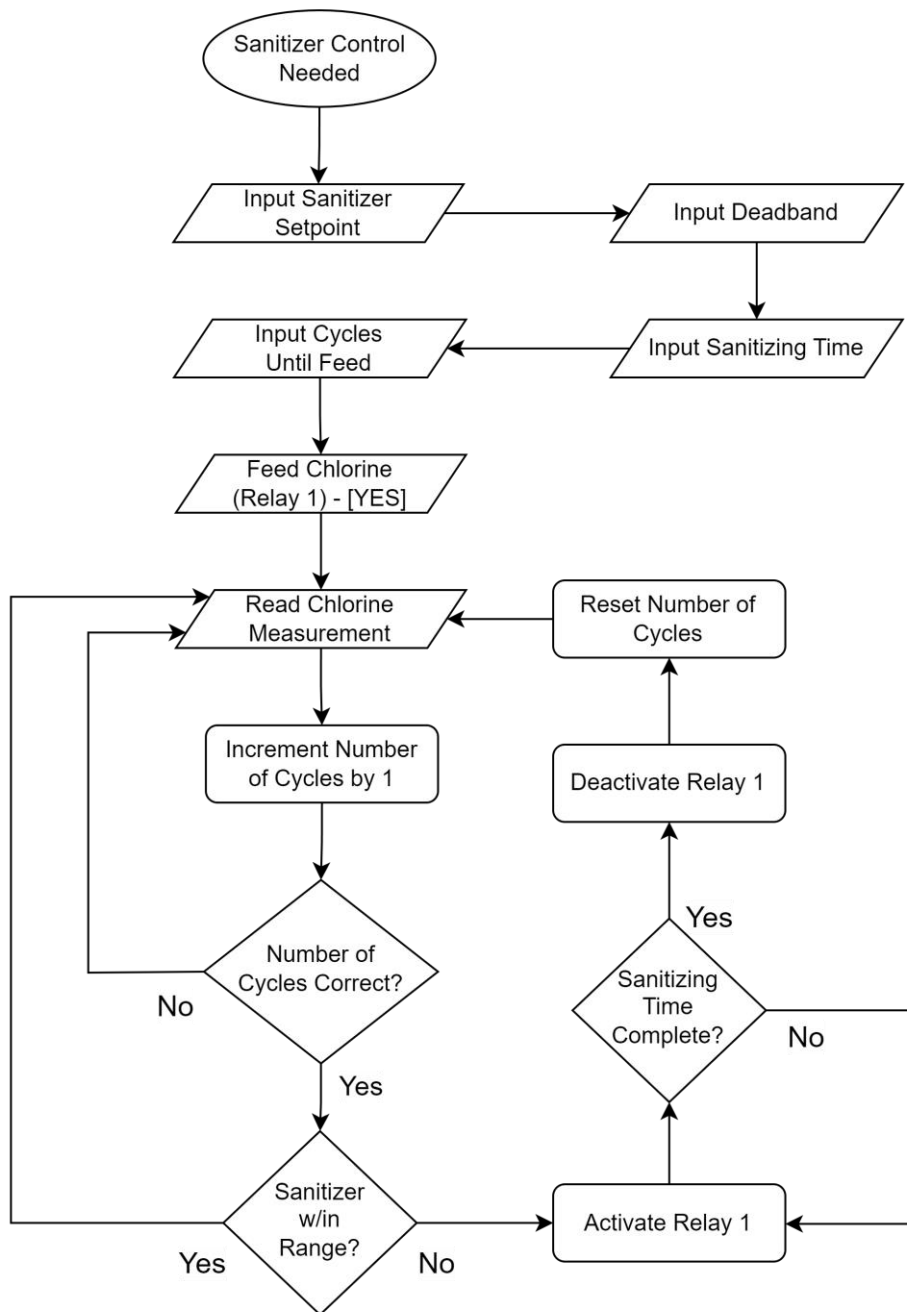 Sanitizer Control
Needed
Input Sanitizer
Setpoint
Input Deadband
Input Cycles
Until Feed
Input Sanitizing Time
Feed Chlorine
(Relay 1) - [YES]
Read Chlorine
Measurement
Reset Number of
Cycles
Increment Number
of Cycles by 1
Deactivate Relay 1
Yes
Number of
Cycles Correct?
No
Sanitizing
Time
Complete?
No
Yes
Sanitizer
w/in
Range?
Yes
No
Activate Relay 1